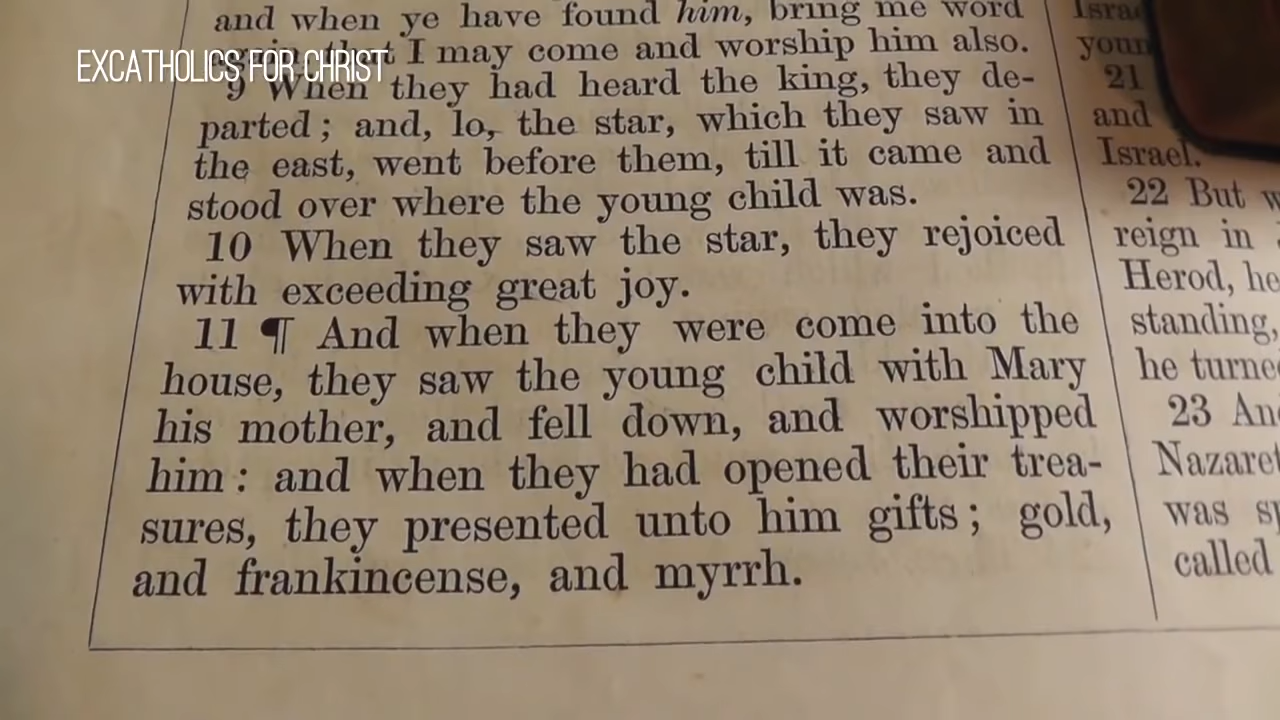 EXCATHOLICS FOR CHRIST
and when ye have found him, bring me word
again, that I may come and worship him also.
9 When they had heard the king, they de-
parted; and, lo, the star, which they saw in
the east, went before them, till it came and
stood over where the young child was.
10 When they saw the star, they rejoiced
with exceeding great joy.
11 ¶ And when they were come into the
house, they saw the young child with Mary
his mother, and fell down, and worshipped
him: and when they had opened their trea-
sures, they presented unto him gifts; gold,
and frankincense, and myrrh.
21
and
Israel.
22 But
reign in
Herod, he
standing,
he turned
23
was
called